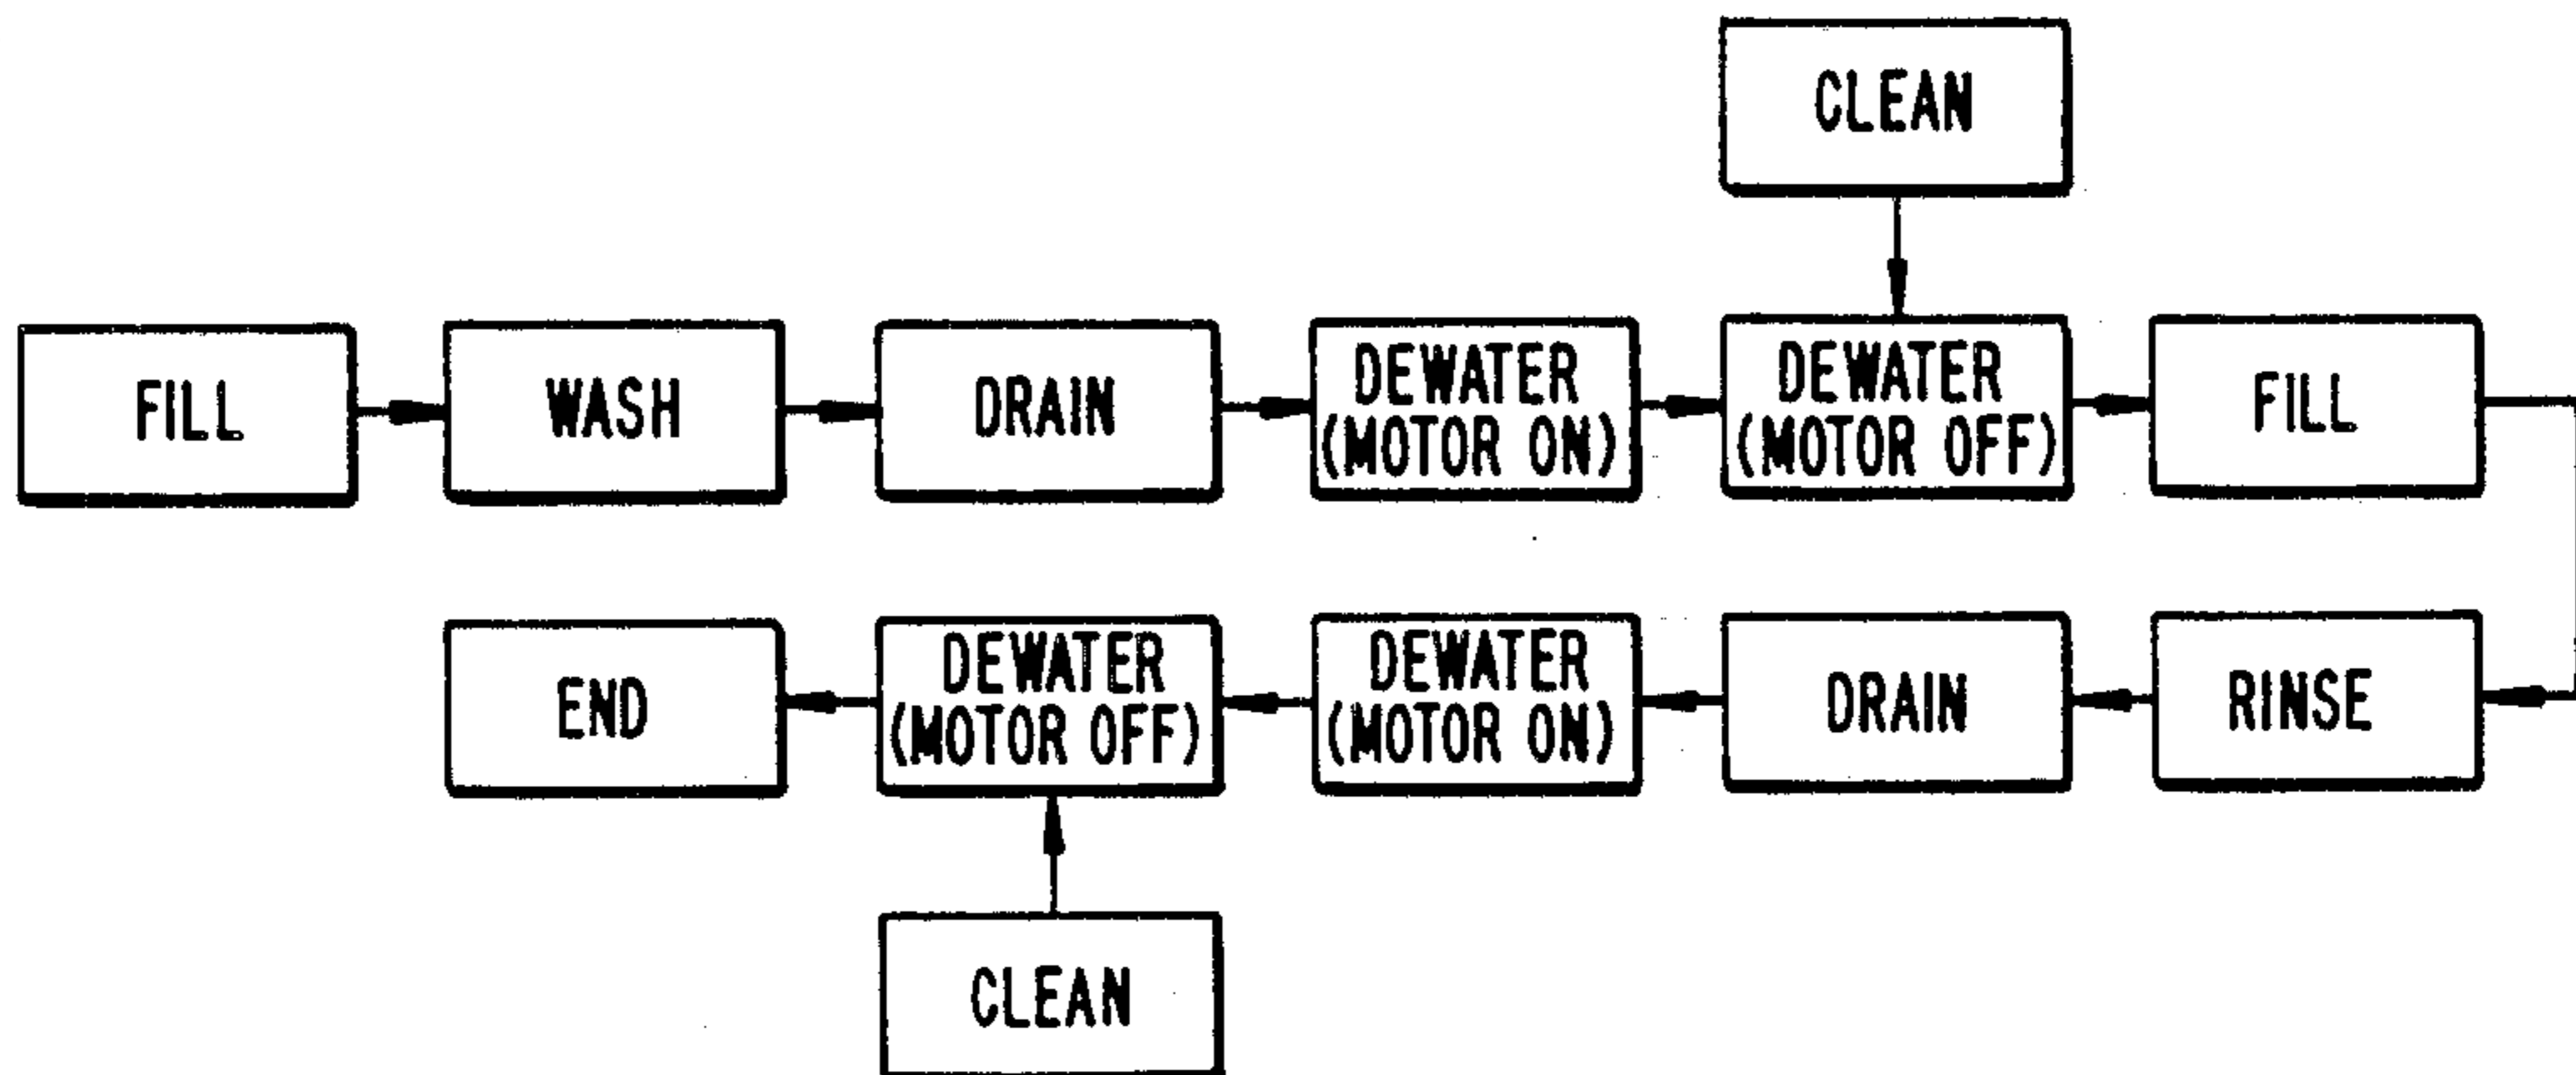 CLEAN
FILL
WASH
DRAIN
DEWATER
(MOTOR ON)
DEWATER
(MOTOR OFF)
FILL
END
DEWATER
(MOTOR OFF)
DEWATER
(MOTOR ON)
DRAIN
RINSE
CLEAN